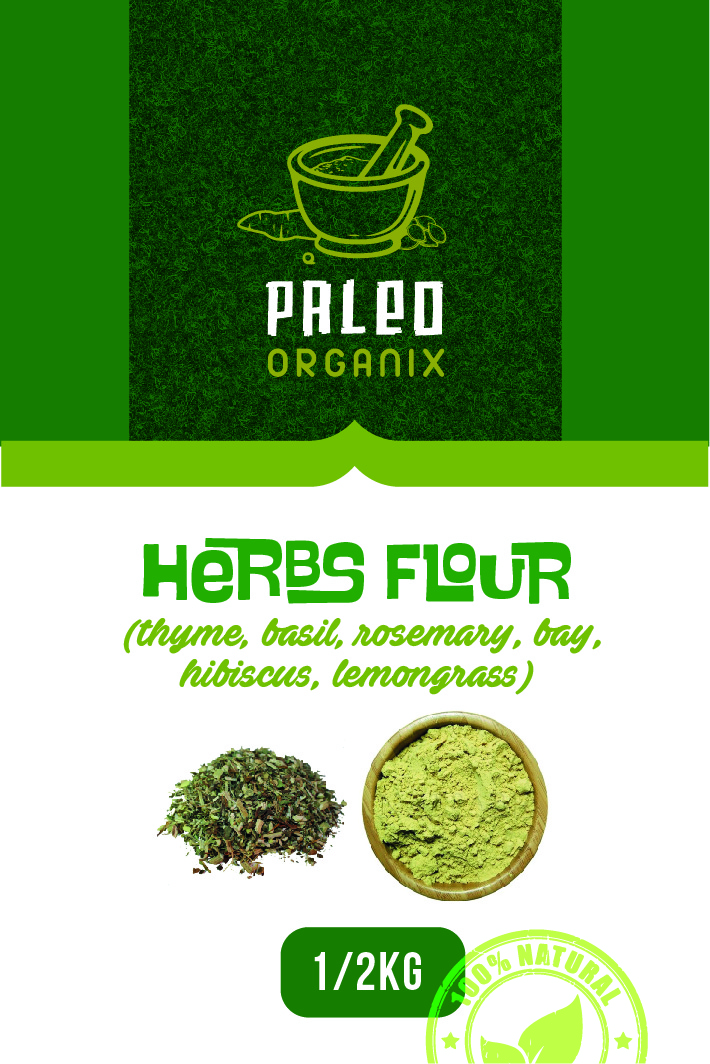 PALEO
ORGANIX
HeRBS FLoUR
(thyme, basil, rosemary, bay,
hibiscus, lemongrass)
1/2KG
100% NATURAL